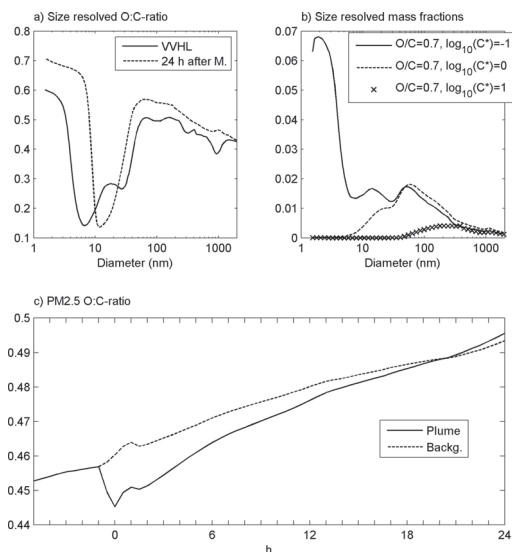 a) Size resolved O:C-ratio
0.8
0.7
0.6
0.5
0.4
0.3
0.2
0.1
1 10 100 1000
Diameter (nm)
VVHL
24 h after M.
b) Size resolved mass fractions
0.07
0.06
0.05
0.04
0.03
0.02
0.01
0
1 10 100 1000
Diameter (nm)
O/C=0.7, log10(C*)=-1
O/C=0.7, log10(C*)=0
O/C=0.7, log10(C*)=1
c) PM2.5 O:C-ratio
0.5
0.49
0.48
0.47
0.46
0.45
0.44
0 6 12 18 24
h
Plume
Backg.